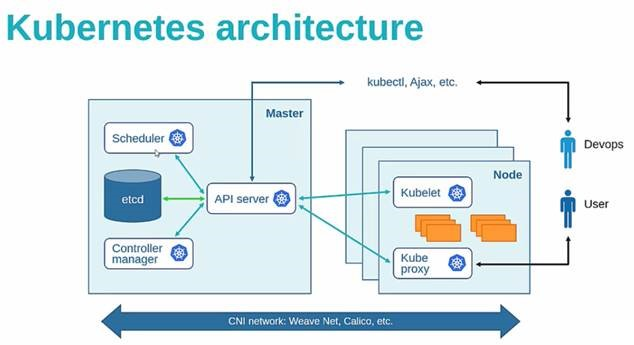 Kubernetes architecture
kubectl, Ajax, etc.
Master
Scheduler
etcd
API server
Controller
manager
Node
Kubelet
Kube
proxy
Devops
User
CNI network: Weave Net, Calico, etc.